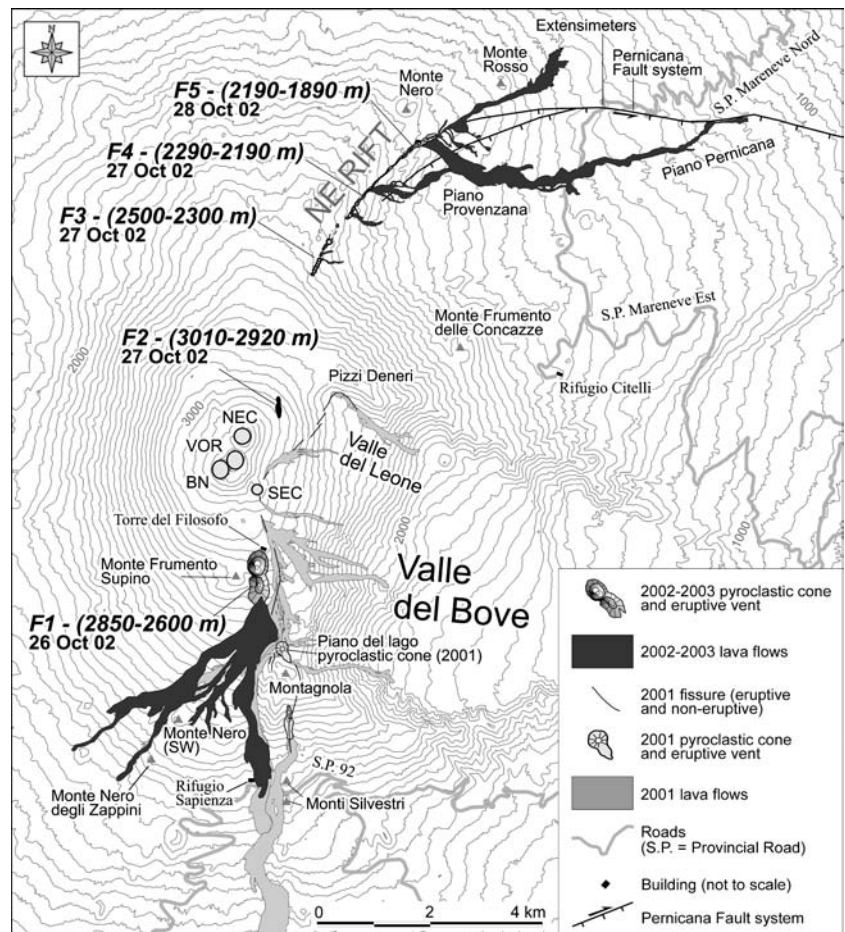 N
Extensimeters
Monte
Rosso
Pernicana
Fault system
S.P. Mareneve Nord
1000
Monte
Nero
F5 - (2190-1890 m)
28 Oct 02
F4 - (2290-2190 m)
27 Oct 02
NE RIFT
Piano Pernicana
Piano
Provenzana
F3 - (2500-2300 m)
27 Oct 02
S.P. Mareneve Est
Monte Frumento
delle Concazze
2000
F2 - (3010-2920 m)
27 Oct 02
Pizzi Deneri
Rifugio Citelli
3000
NEC
VOR
BN
Valle
del Leone
SEC
2000
1000
Torre del Filosofo
Monte Frumento
Supino
Valle
del Bove
F1 - (2850-2600 m)
26 Oct 02
Piano del lago
pyroclastic cone (2001)
Montagnola
Monte Nero
(SW)
S.P. 92
Rifugio
Sapienza
Monte Nero
degli Zappini
Monti Silvestri
0 2 4 km
2002-2003 pyroclastic cone
and eruptive vent
2002-2003 lava flows
2001 fissure (eruptive
and non-eruptive)
2001 pyroclastic cone
and eruptive vent
2001 lava flows
Roads
(S.P. = Provincial Road)
Building (not to scale)
Pernicana Fault system